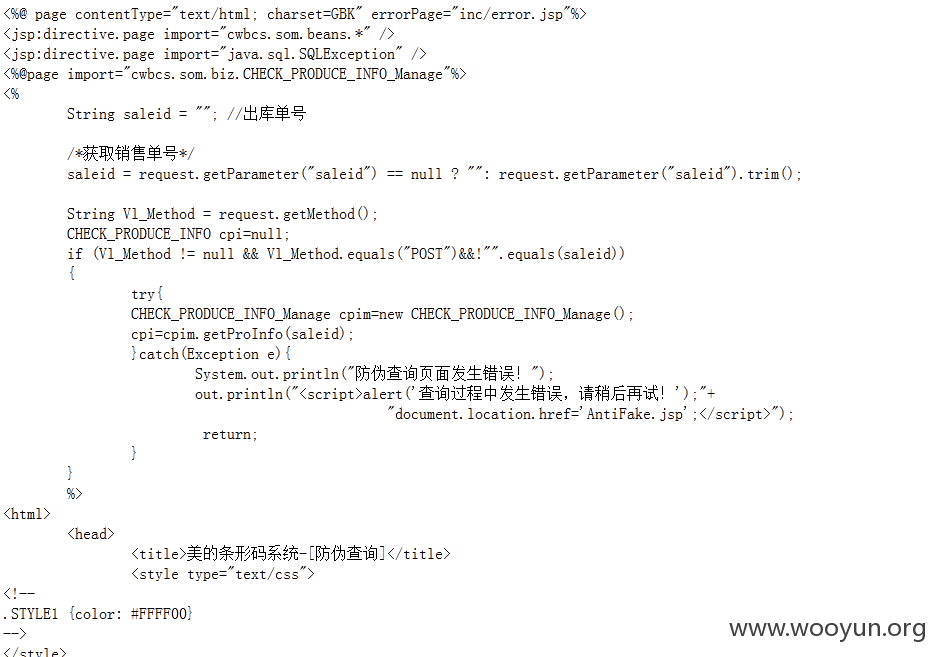 <%@ page contentType="text/html; charset=GBK" errorPage="inc/error.jsp"%>
<jsp:directive.page import="cwbcs.som.beans.*" />
<jsp:directive.page import="java.sql.SQLException" />
<%@page import="cwbcs.som.biz.CHECK_PRODUCE_INFO_Manage"%>
<%
String saleid = ""; //出库单号
/*获取销售单号*/
saleid = request.getParameter("saleid") == null ? "": request.getParameter("saleid").trim();
String Vl_Method = request.getMethod();
CHECK_PRODUCE_INFO cpi=null;
if (Vl_Method != null && Vl_Method.equals("POST")&&!"".equals(saleid))
{
try{
CHECK_PRODUCE_INFO_Manage cpim=new CHECK_PRODUCE_INFO_Manage();
cpi=cpim.getProInfo(saleid);
}catch(Exception e){
System.out.println("防伪查询页面发生错误！");
out.println("<script>alert('查询过程中发生错误，请稍后再试！');"+
"document.location.href='AntiFake.jsp';</script>");
return;
}
}
%>
<html>
<head>
<title>美的条形码系统-[防伪查询]</title>
<style type="text/css">
<!--
.STYLE1 {color: #FFFF00}
-->
</style>
www.wooyun.org